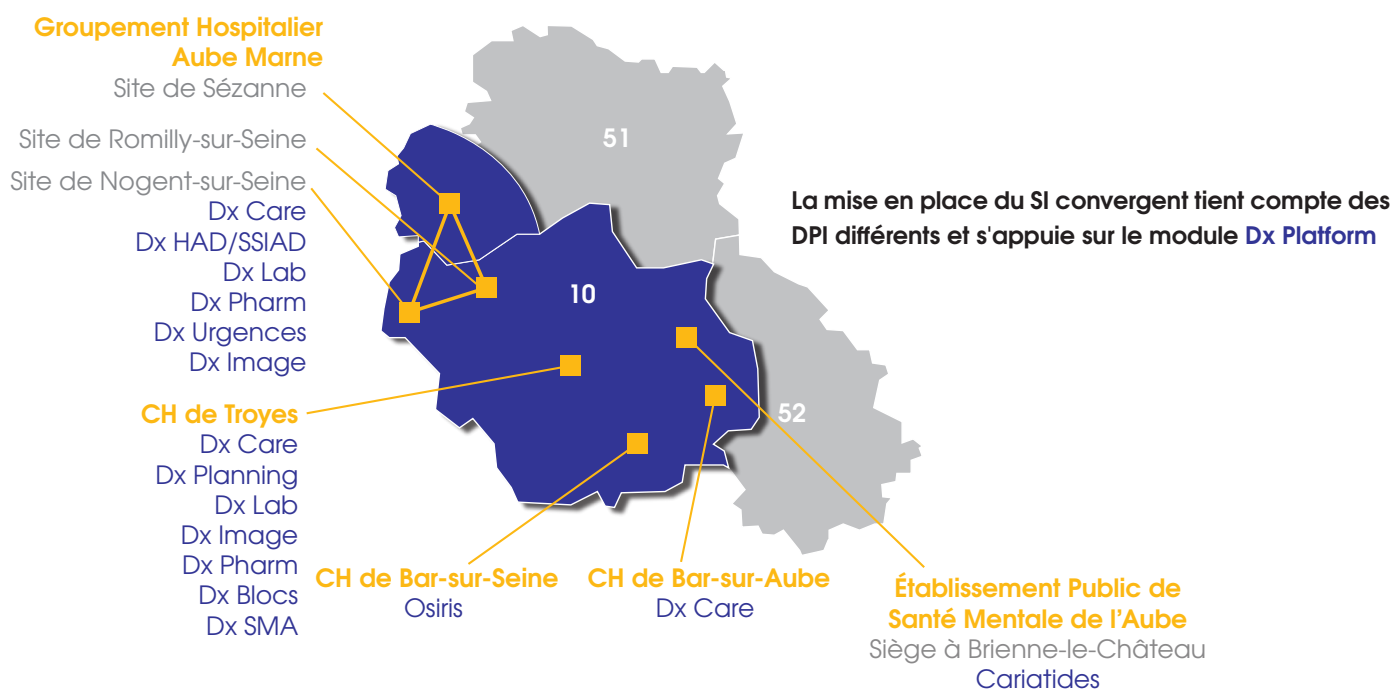 Groupement Hospitalier
Aube Marne
Site de Sézanne
Site de Romilly-sur-Seine
Site de Nogent-sur-Seine
Dx Care
Dx HAD/SSIAD
Dx Lab
Dx Pharm
Dx Urgences
Dx Image
CH de Troyes
Dx Care
Dx Planning
Dx Lab
Dx Image
Dx Pharm
Dx Blocs
Dx SMA
51
10
52
La mise en place du SI convergent tient compte des
DPI différents et s'appuie sur le module Dx Platform
CH de Bar-sur-Seine
Osiris
CH de Bar-sur-Aube
Dx Care
Établissement Public de
Santé Mentale de l’Aube
Siège à Brienne-le-Château
Cariatides